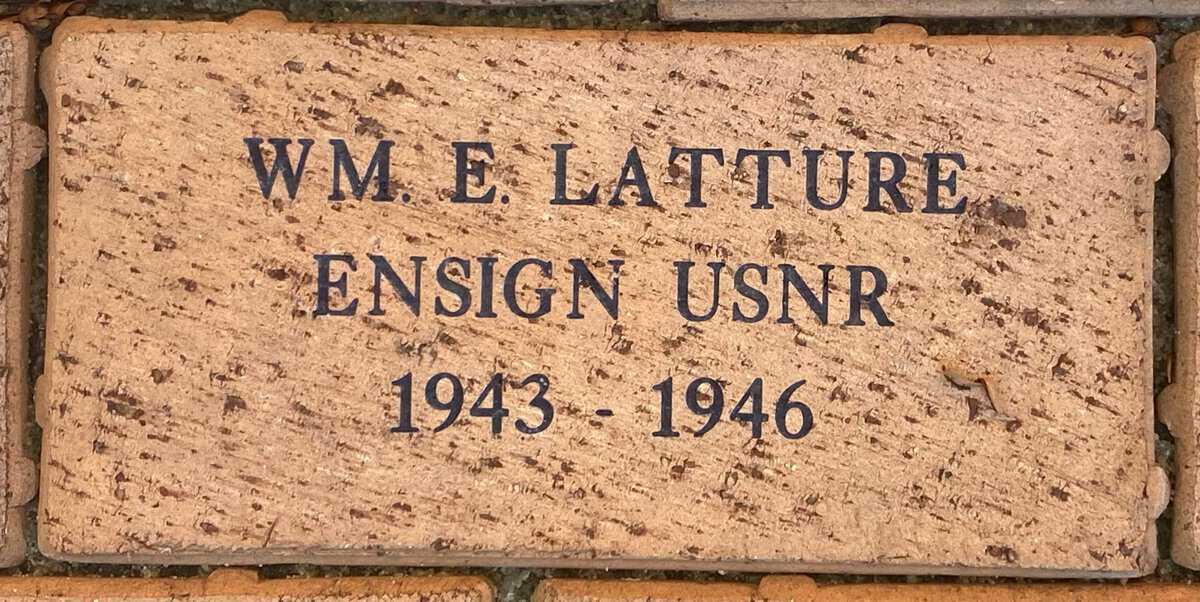 WM. E. LATTURE
ENSIGN USNR
1943 - 1946